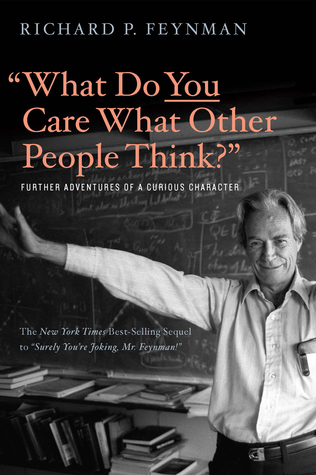 RICHARD P. FEYNMAN
“What Do You
Care What Other
People Think?”
FURTHER ADVENTURES OF A CURIOUS CHARACTER
The New York Times Best-Selling Sequel
to “Surely You’re Joking, Mr. Feynman!”